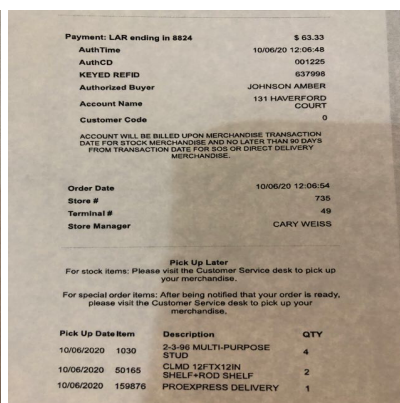 Payment: LAR ending in 8824 $ 63.33
AuthTime 10/06/20 12:06:48
AuthCD 001225
KEYED REFID 637998
Authorized Buyer JOHNSON AMBER
Account Name 131 HAVERFORD
COURT
Customer Code 0
ACCOUNT WILL BE BILLED UPON MERCHANDISE TRANSACTION
DATE FOR STOCK MERCHANDISE AND NO LATER THAN 90 DAYS
FROM TRANSACTION DATE FOR SOS OR DIRECT DELIVERY
MERCHANDISE.
Order Date 10/06/20 12:06:54
Store # 735
Terminal # 49
Store Manager CARY WEISS
Pick Up Later
For stock items: Please visit the Customer Service desk to pick up
your merchandise.
For special order items: After being notified that your order is ready,
please visit the Customer Service desk to pick up your
merchandise.
Pick Up Date Item Description QTY
10/06/2020 1030 2-3-96 MULTI-PURPOSE
STUD 4
10/06/2020 50165 CLMD 12FTX12IN
SHELF+ROD SHELF 2
10/06/2020 159876 PROEXPRESS DELIVERY 1